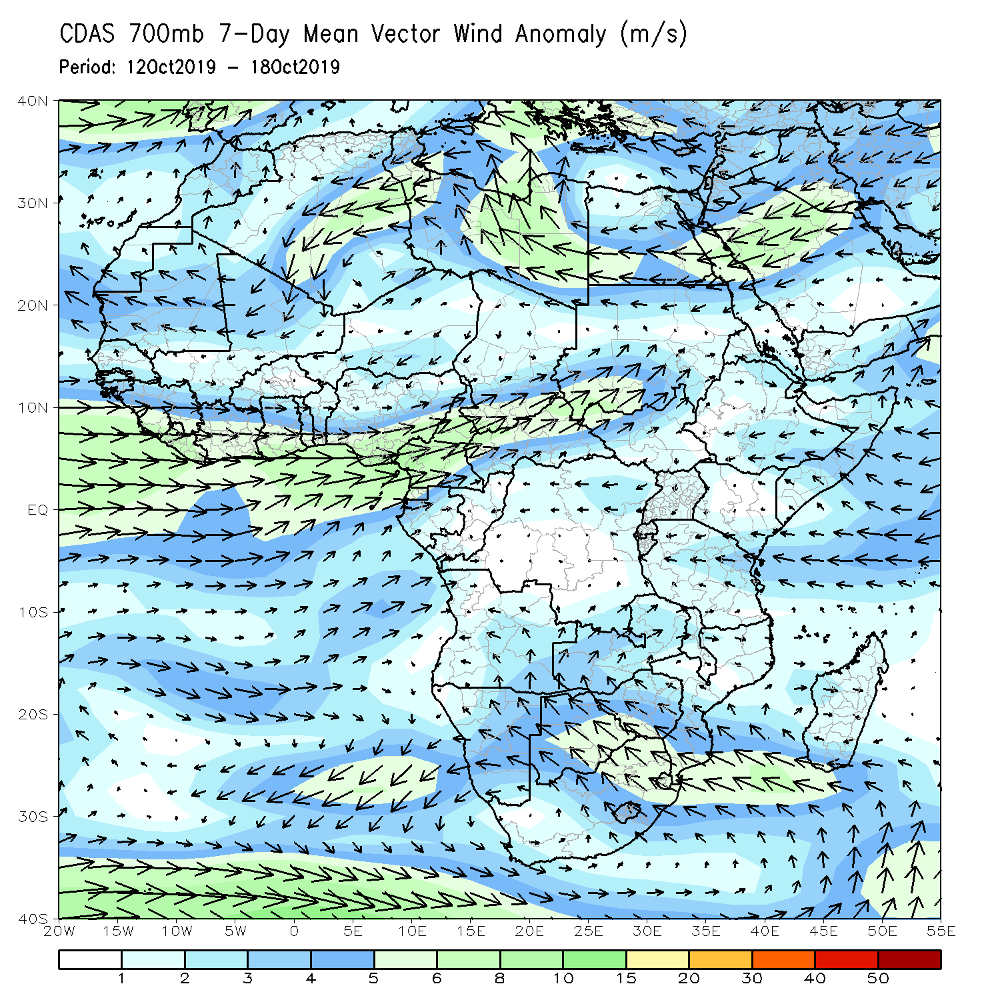 CDAS 700mb 7-Day Mean Vector Wind Anomaly (m/s)
Period: 12Oct2019 - 18Oct2019
40N
30N
20N
10N
EQ
10S
20S
30S
40S
20W 15W 10W 5W 0 5E 10E 15E 20E 25E 30E 35E 40E 45E 50E 55E
1 2 3 4 5 6 8 10 15 20 30 40 50